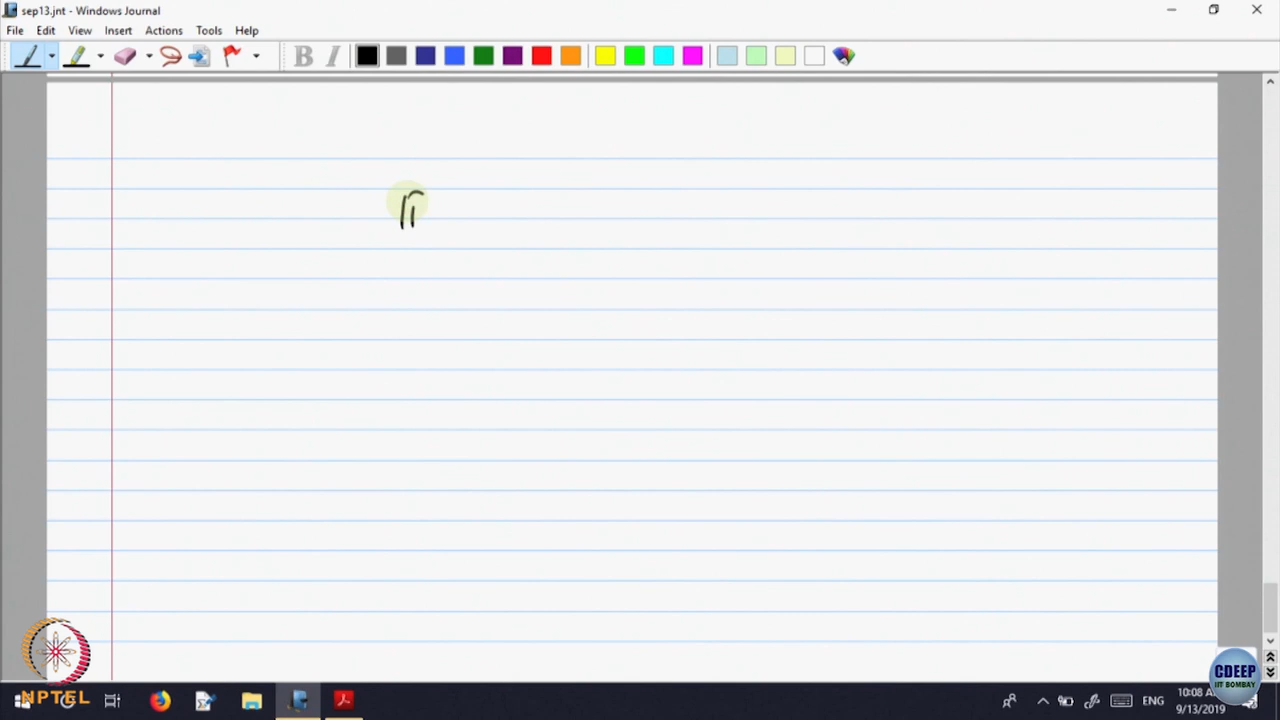 sep13.jnt - Windows Journal
File Edit View Insert Actions Tools Help
B I
CDEEP
IIT BOMBAY
NPTEL
ENG
9/13/2019